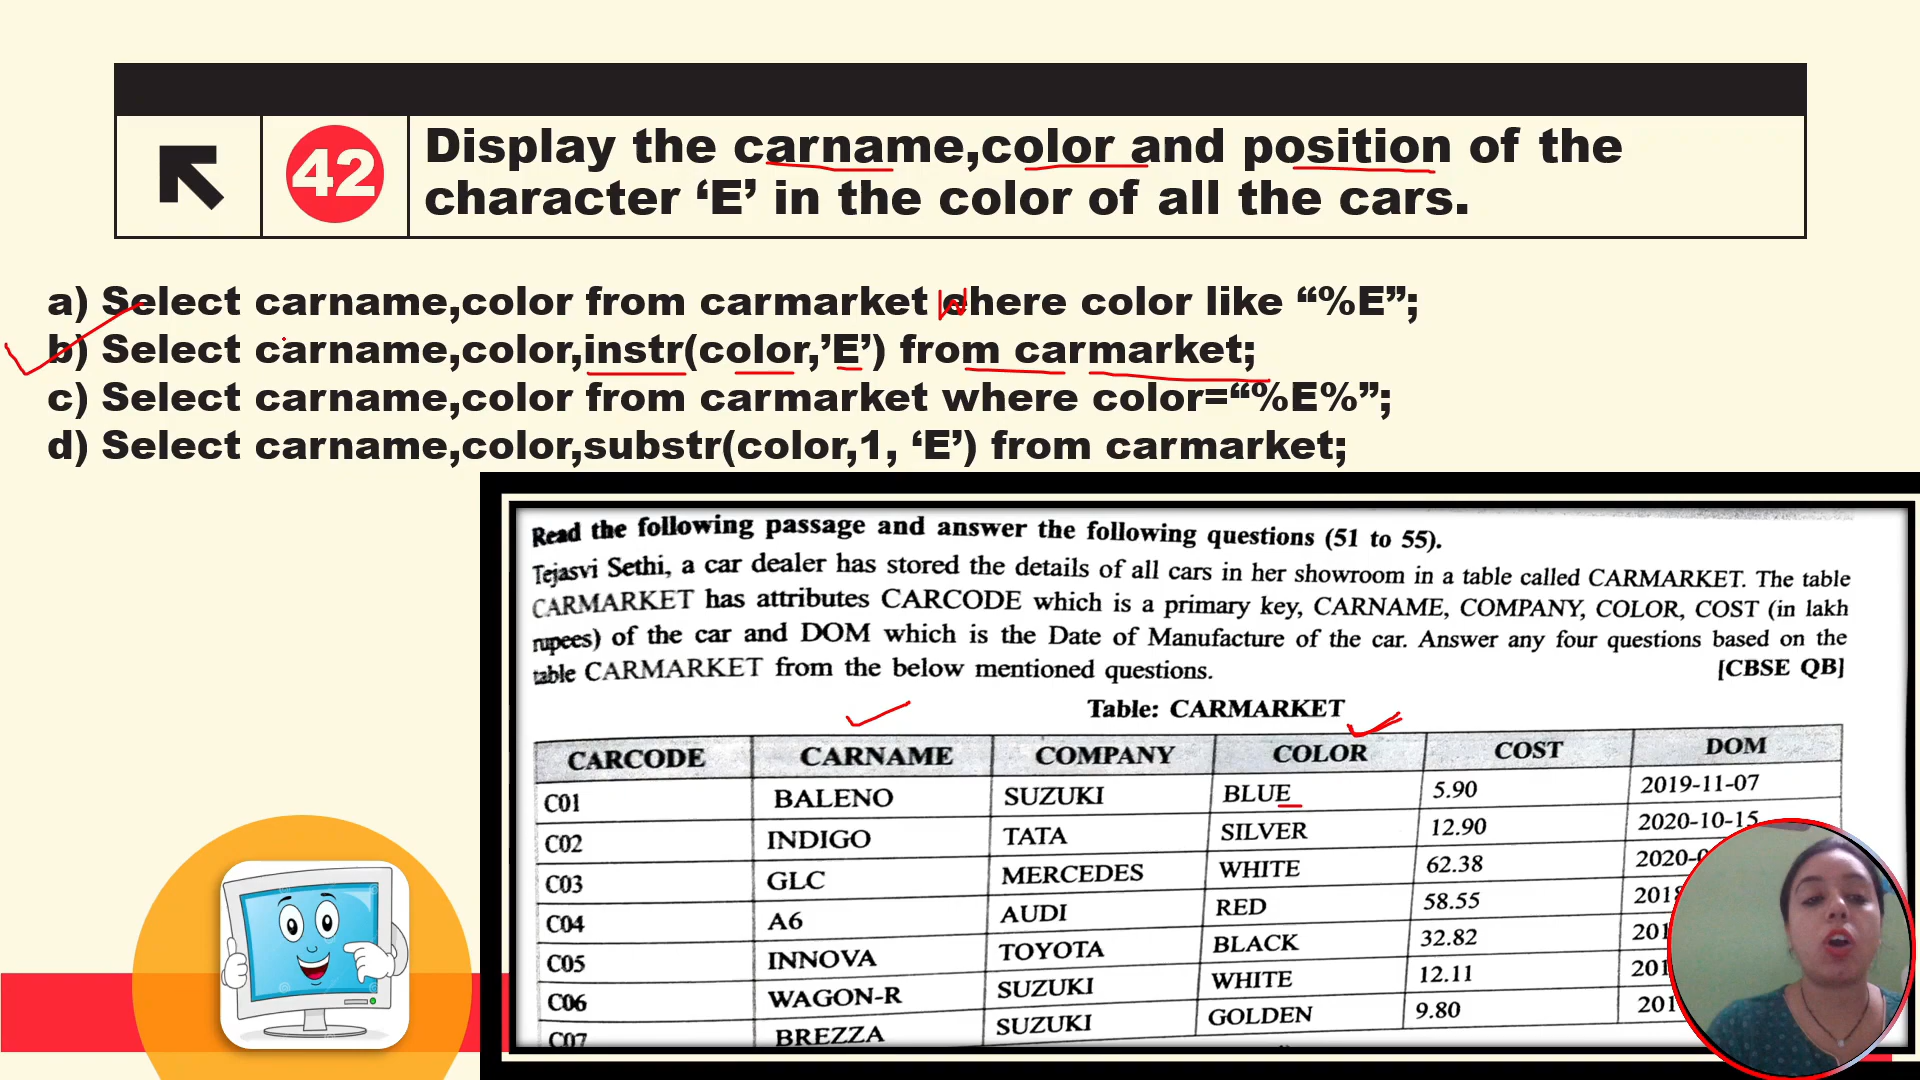 42
Display the carname,color and position of the
character ‘E’ in the color of all the cars.
a) Select carname,color from carmarket where color like “%E”;
b) Select carname,color,instr(color,’E’) from carmarket;
c) Select carname,color from carmarket where color=“%E%”;
d) Select carname,color,substr(color,1, ‘E’) from carmarket;
Read the following passage and answer the following questions (51 to 55).
Tejasvi Sethi, a car dealer has stored the details of all cars in her showroom in a table called CARMARKET. The table
CARMARKET has attributes CARCODE which is a primary key, CARNAME, COMPANY, COLOR, COST (in lakh
rupees) of the car and DOM which is the Date of Manufacture of the car. Answer any four questions based on the
table CARMARKET from the below mentioned questions. [CBSE QB]
Table: CARMARKET
CARCODE CARNAME COMPANY COLOR COST DOM
C01 BALENO SUZUKI BLUE 5.90 2019-11-07
C02 INDIGO TATA SILVER 12.90 2020-10-15
C03 GLC MERCEDES WHITE 62.38
C04 A6 AUDI RED 58.55
C05 INNOVA TOYOTA BLACK 32.82
C06 WAGON-R SUZUKI WHITE 12.11
C07 BREZZA SUZUKI GOLDEN 9.80